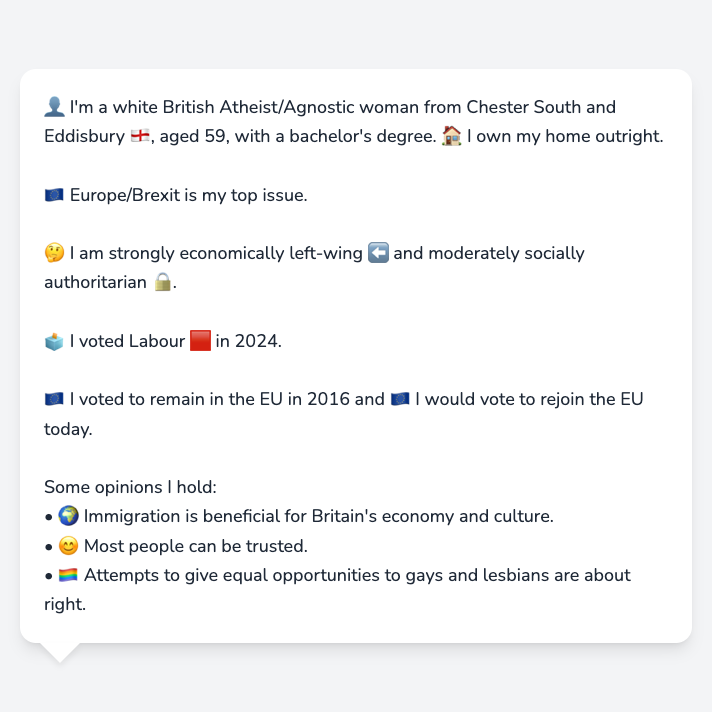 👤 I'm a white British Atheist/Agnostic woman from Chester South and
Eddisbury 🏴󠁧󠁢󠁥󠁮󠁧󠁿, aged 59, with a bachelor's degree. 🏠 I own my home outright.
🇪🇺 Europe/Brexit is my top issue.
🤔 I am strongly economically left-wing ⬅️ and moderately socially
authoritarian 🔒.
🗳️ I voted Labour 🟥 in 2024.
🇪🇺 I voted to remain in the EU in 2016 and 🇪🇺 I would vote to rejoin the EU
today.
Some opinions I hold:
• 🌍 Immigration is beneficial for Britain's economy and culture.
• 😊 Most people can be trusted.
• 🏳️‍🌈 Attempts to give equal opportunities to gays and lesbians are about
right.